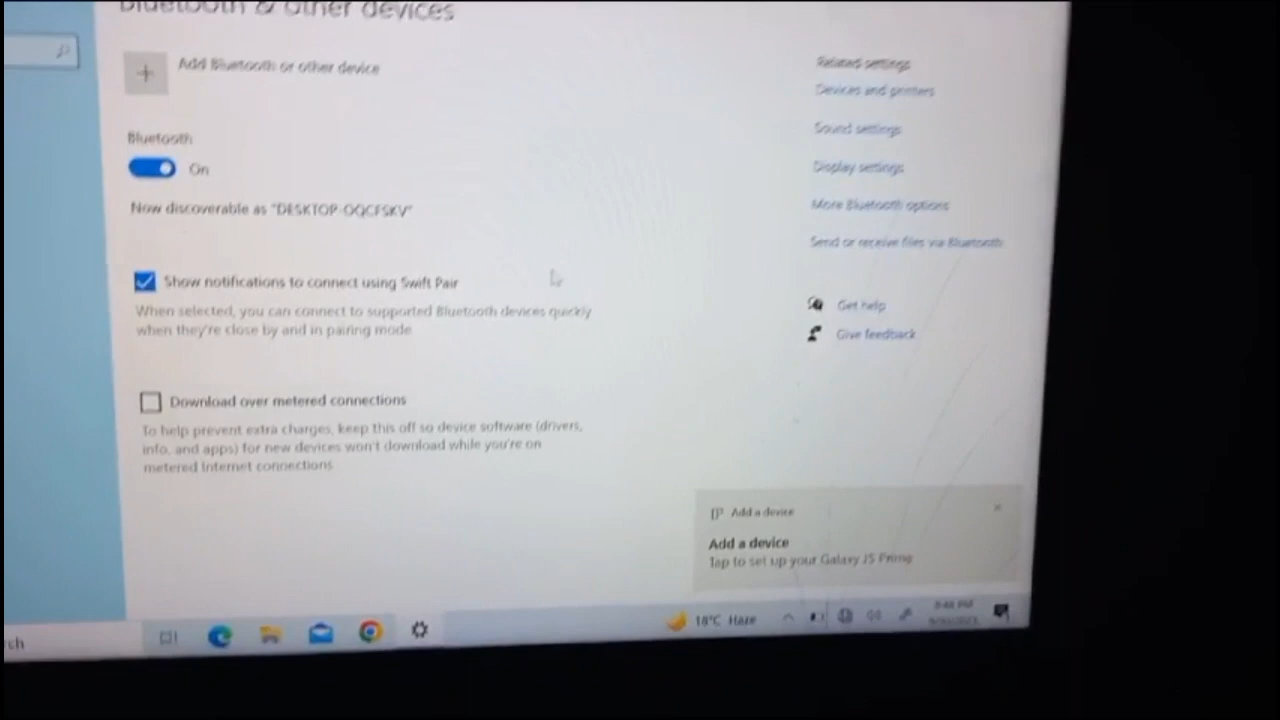 Bluetooth & other devices
Add Bluetooth or other device
Bluetooth
On
Now discoverable as "DESKTOP-OQCFSKV"
Show notifications to connect using Swift Pair
When selected, you can connect to supported Bluetooth devices quickly
when they're close by and in pairing mode
Download over metered connections
To help prevent extra charges, keep this off so device software (drivers,
info, and apps) for new devices won't download while you're on
metered Internet connections
Related settings
Devices and printers
Sound settings
Display settings
More Bluetooth options
Send or receive files via Bluetooth
Get help
Give feedback
Add a device
Add a device
Tap to set up your Galaxy J5 Prime
rch
18°C Haze